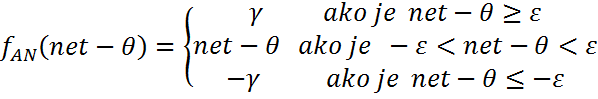 γ ako je net − θ ≥ ε
f_AN(net − θ) = { net − θ ako je − ε < net − θ < ε
−γ ako je net − θ ≤ −ε